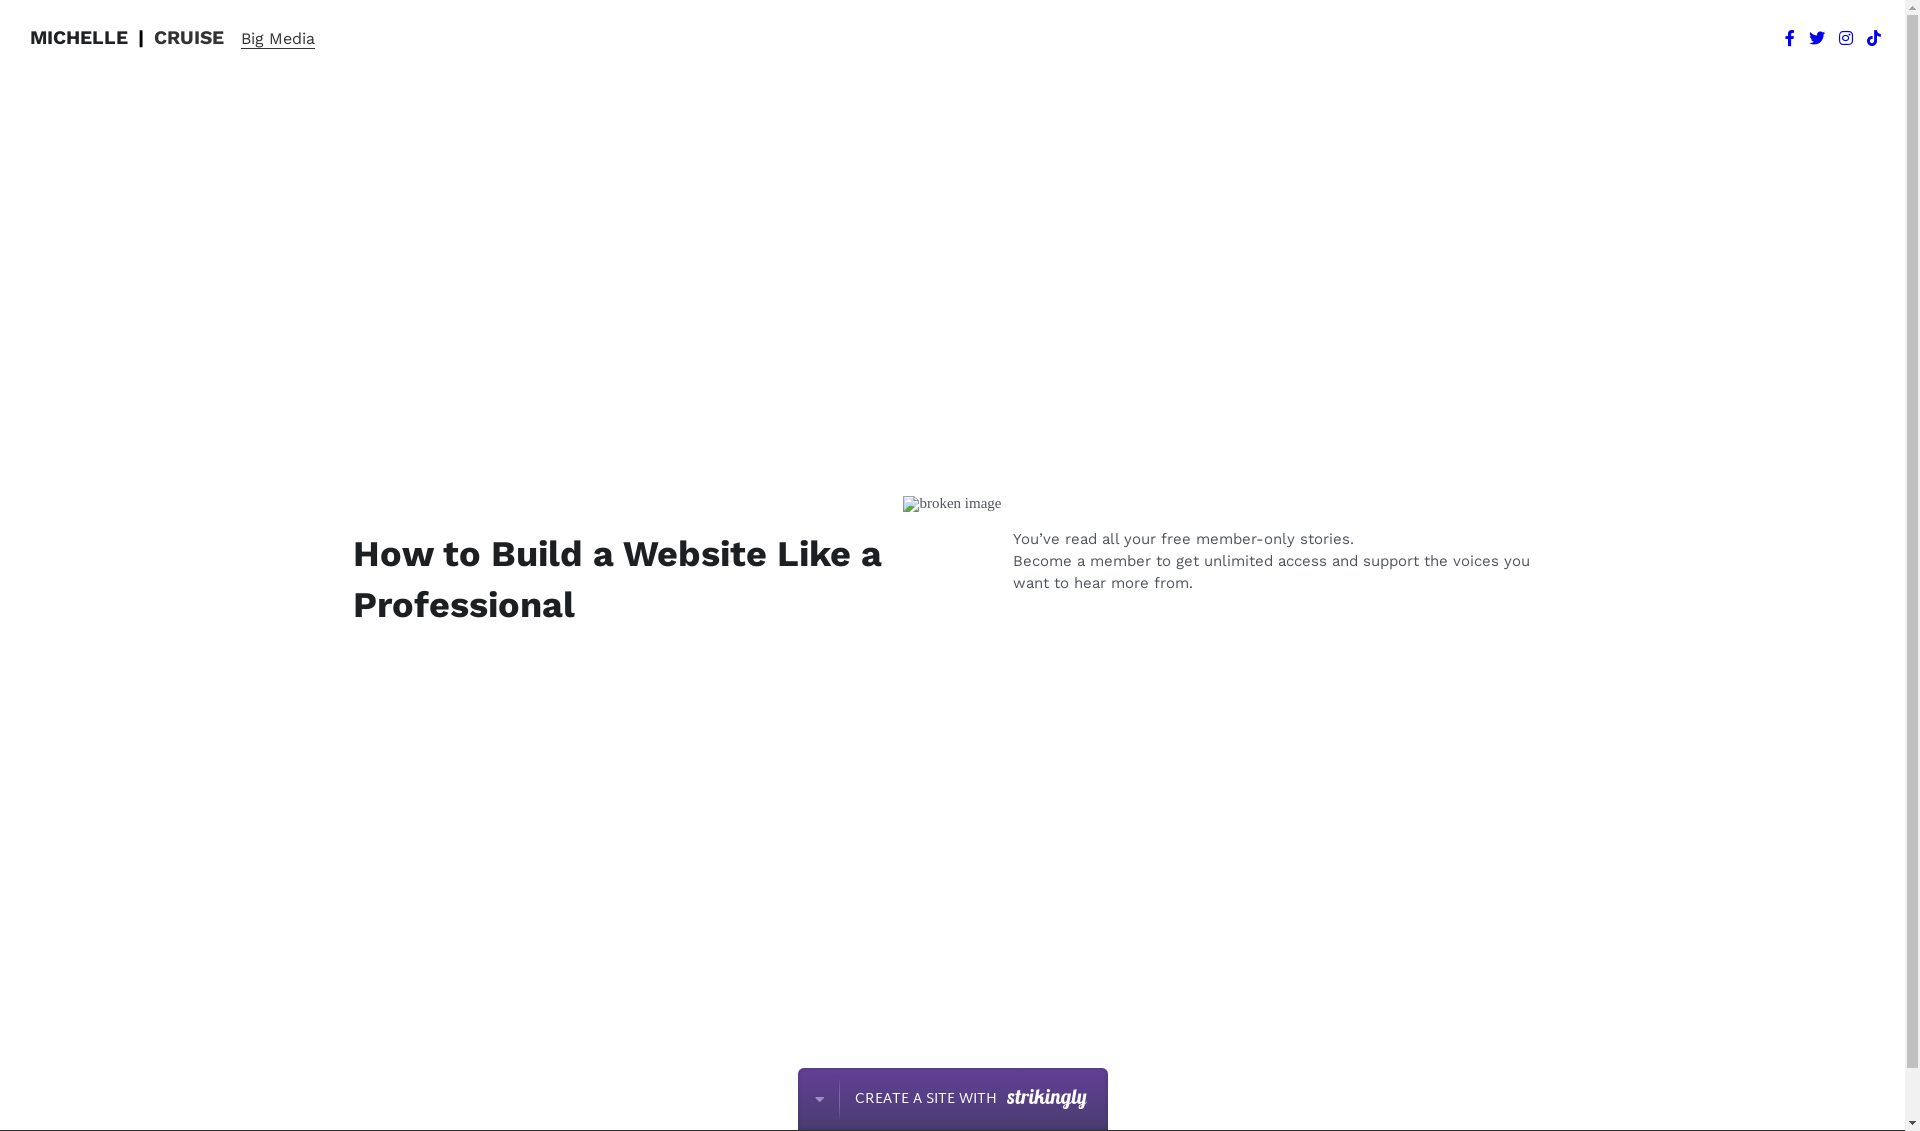 MICHELLE | CRUISE Big Media
broken image
How to Build a Website Like a
Professional
You’ve read all your free member-only stories.
Become a member to get unlimited access and support the voices you
want to hear more from.
CREATE A SITE WITH strikingly